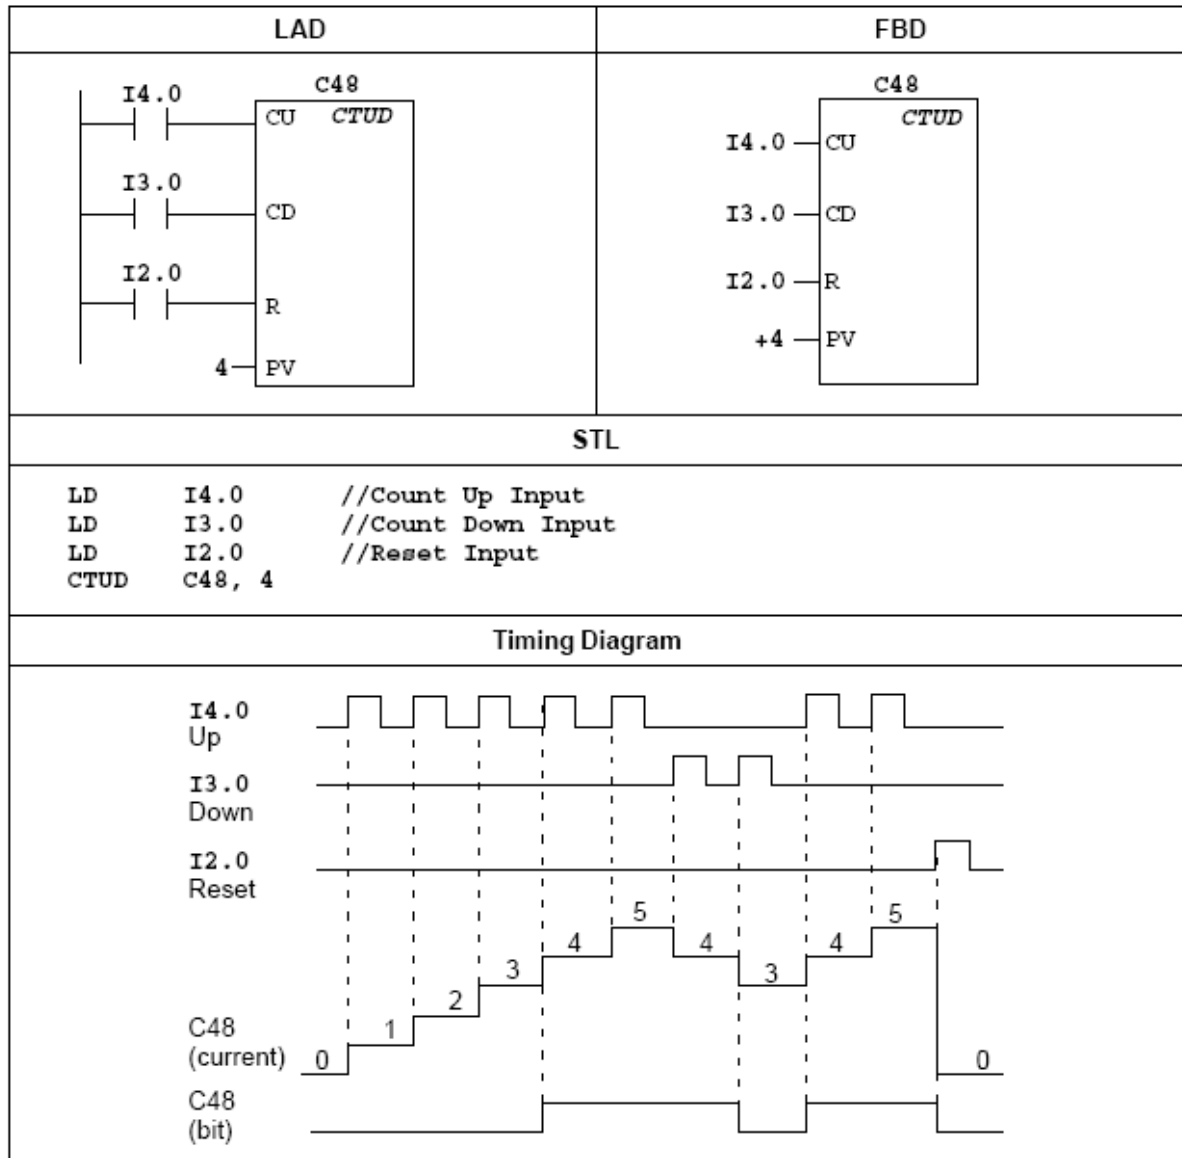 LAD
FBD
C48
I4.0
CU CTUD
I3.0
CD
I2.0
R
4 PV
C48
CTUD
I4.0 CU
I3.0 CD
I2.0 R
+4 PV
STL
LD I4.0 //Count Up Input
LD I3.0 //Count Down Input
LD I2.0 //Reset Input
CTUD C48, 4
Timing Diagram
I4.0
Up
I3.0
Down
I2.0
Reset
5 5
4 4 4
3 3
2
C48 1
(current) 0 0
C48
(bit)